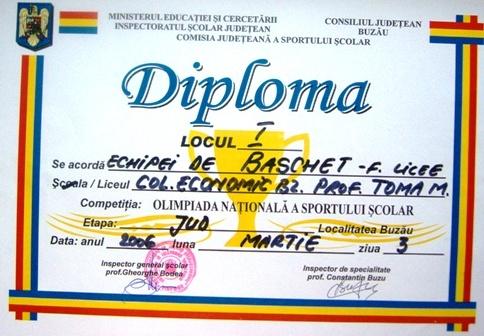 MINISTERUL EDUCAȚIEI ȘI CERCETĂRII
INSPECTORATUL ȘCOLAR JUDEȚEAN
COMISIA JUDEȚEANĂ A SPORTULUI ȘCOLAR
CONSILIUL JUDEȚEAN
BUZĂU
Diploma
LOCUL I
Se acordă ECHIPEI DE BASCHET - F. LICEE
Școala / Liceul COL. ECONOMIC BZ. PROF. TOMA M.
Competiția: OLIMPIADA NAȚIONALĂ A SPORTULUI ȘCOLAR
Etapa: JUD Localitatea Buzău
Data: anul 2006 luna MARTIE ziua 3
Inspector general școlar
prof. Gheorghe Bodea
Inspector de specialitate
prof. Constantin Buzu